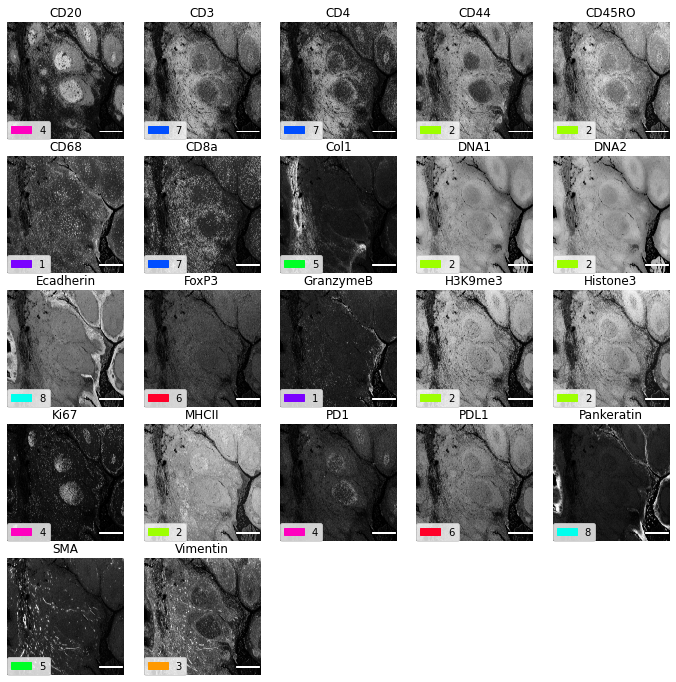 CD20 CD3 CD4 CD44 CD45RO
4 7 7 2 2
CD68 CD8a Col1 DNA1 DNA2
1 7 5 2 2
Ecadherin FoxP3 GranzymeB H3K9me3 Histone3
8 6 1 2 2
Ki67 MHCII PD1 PDL1 Pankeratin
4 2 4 6 8
SMA Vimentin
5 3